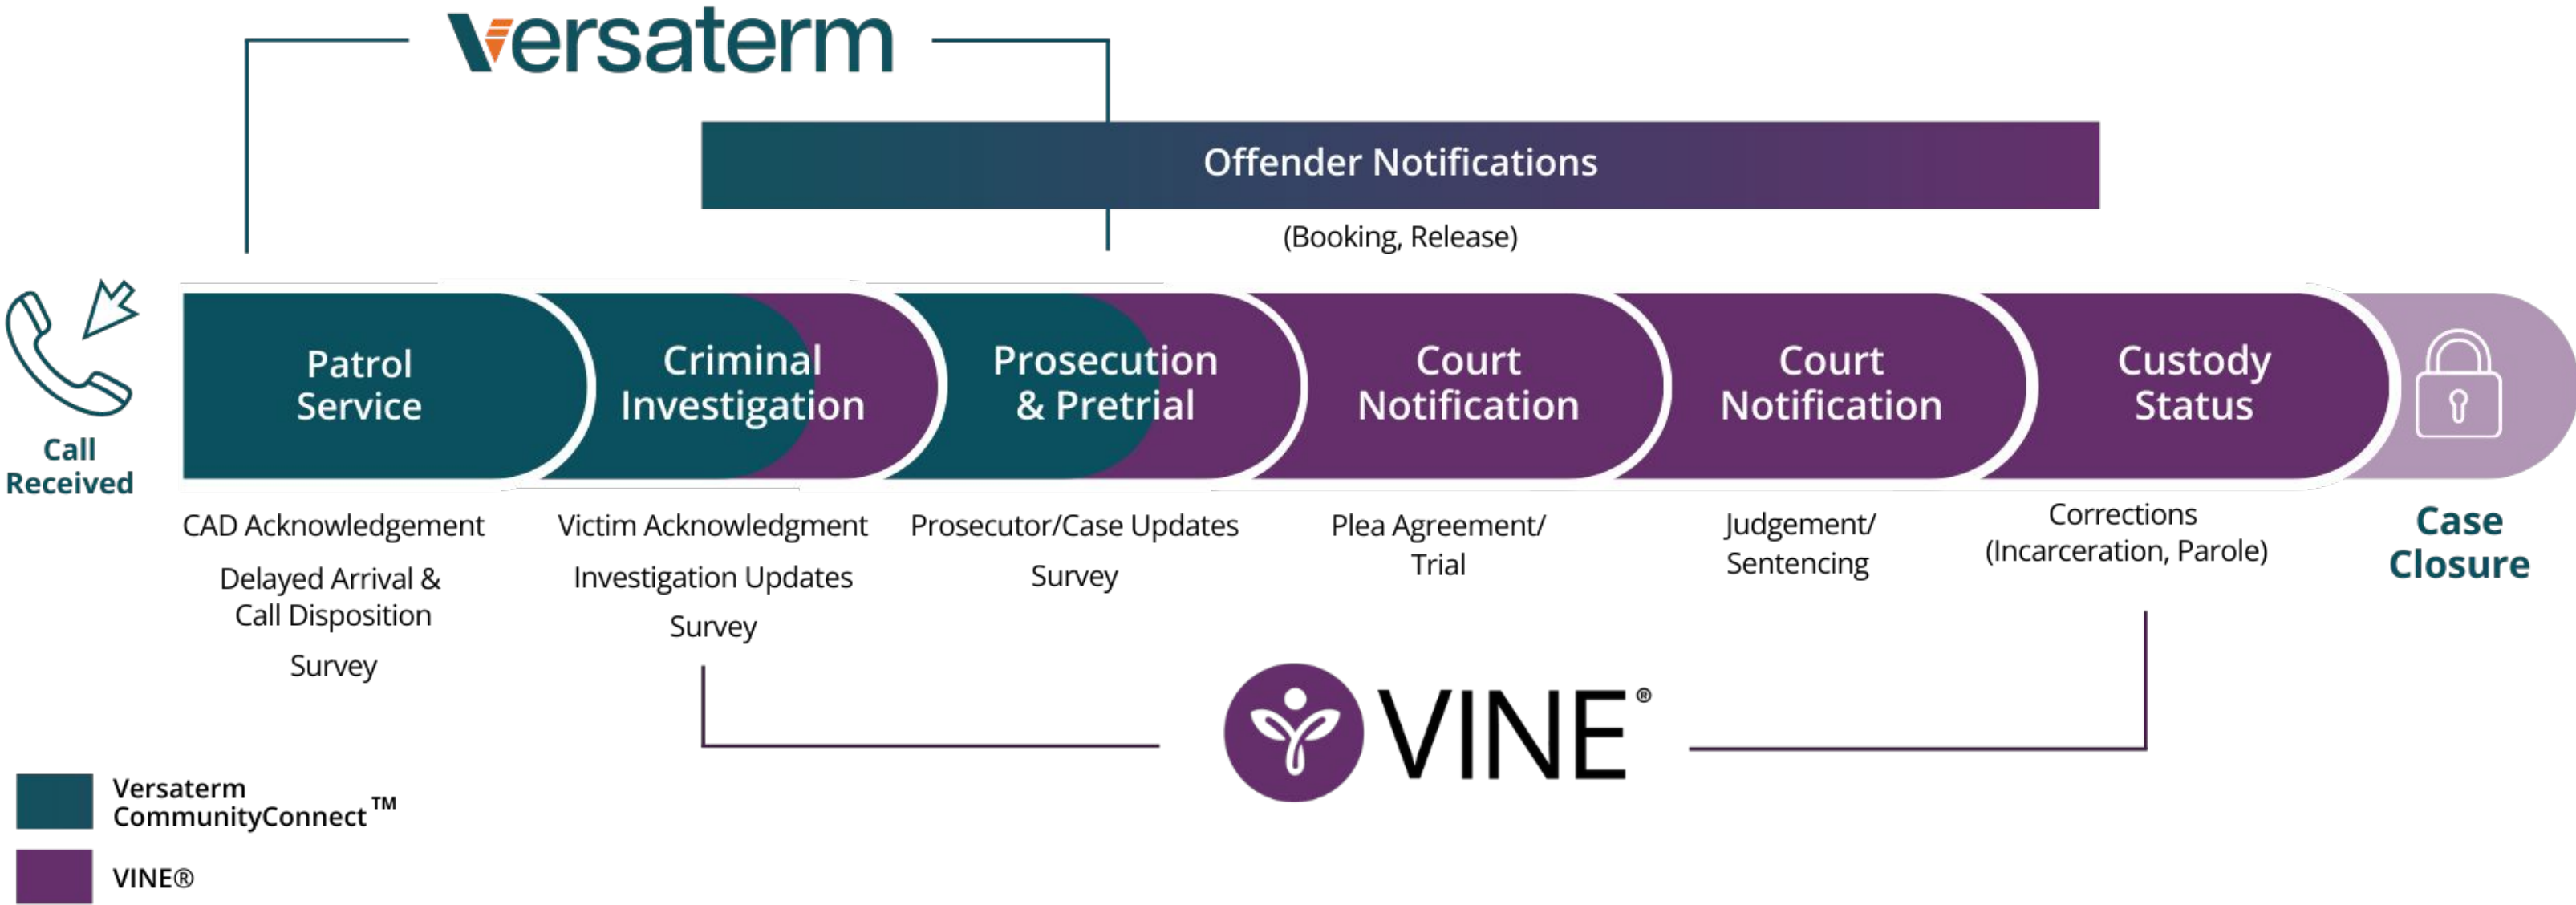 Versaterm
Offender Notifications
(Booking, Release)
Call
Received
Patrol
Service
Criminal
Investigation
Prosecution
& Pretrial
Court
Notification
Court
Notification
Custody
Status
CAD Acknowledgement
Delayed Arrival &
Call Disposition
Survey
Victim Acknowledgment
Investigation Updates
Survey
Prosecutor/Case Updates
Survey
Plea Agreement/
Trial
Judgement/
Sentencing
Corrections
(Incarceration, Parole)
Case
Closure
VINE®
Versaterm
CommunityConnect™
VINE®